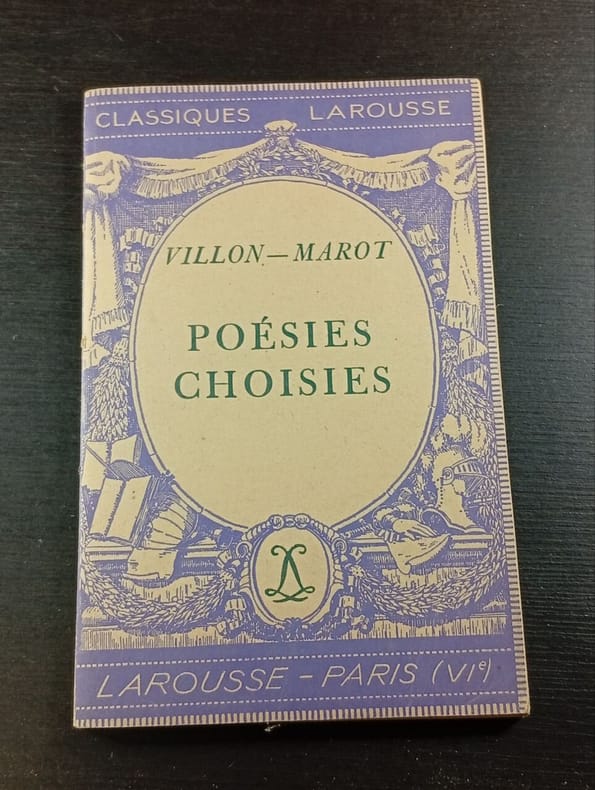 CLASSIQUES LAROUSSE
VILLON — MAROT
POÉSIES
CHOISIES
LAROUSSE - PARIS (VIe)